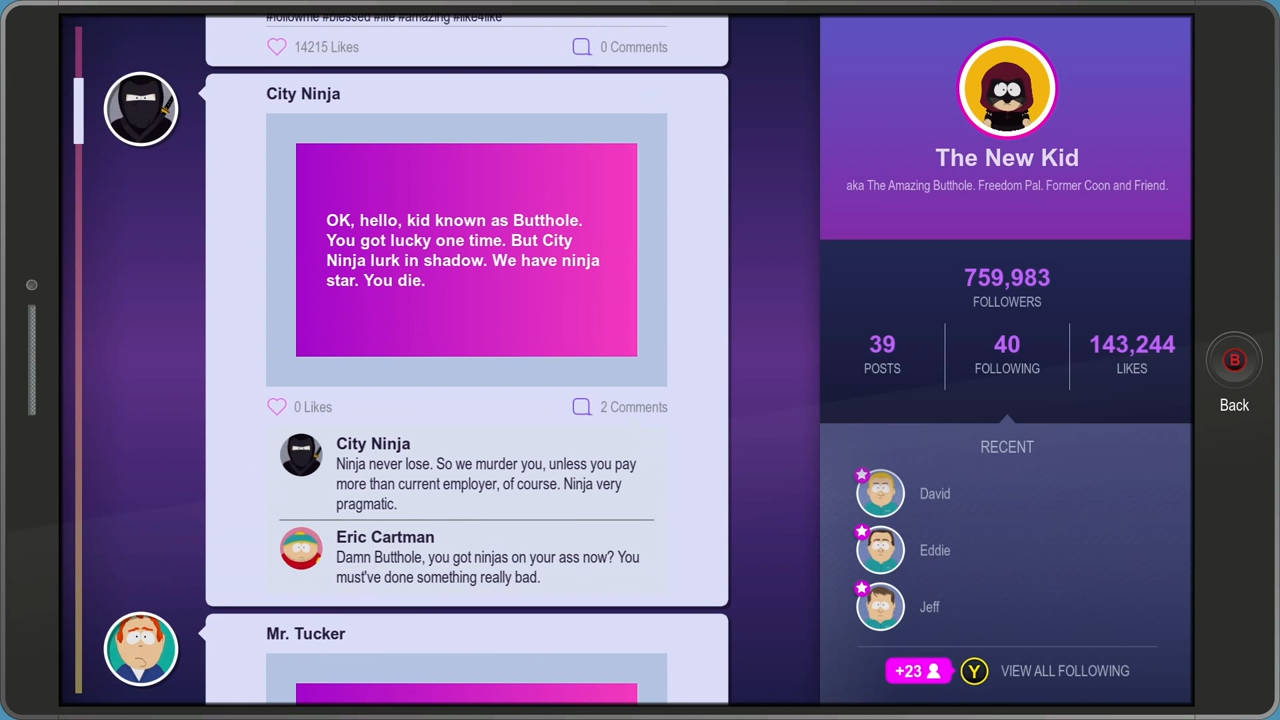 #followme #blessed #life #amazing #like4like
14215 Likes
0 Comments
City Ninja
OK, hello, kid known as Butthole.
You got lucky one time. But City
Ninja lurk in shadow. We have ninja
star. You die.
0 Likes
2 Comments
City Ninja
Ninja never lose. So we murder you, unless you pay
more than current employer, of course. Ninja very
pragmatic.
Eric Cartman
Damn Butthole, you got ninjas on your ass now? You
must've done something really bad.
Mr. Tucker
The New Kid
aka The Amazing Butthole. Freedom Pal. Former Coon and Friend.
759,983
FOLLOWERS
39
POSTS
40
FOLLOWING
143,244
LIKES
RECENT
David
Eddie
Jeff
+23
Y
VIEW ALL FOLLOWING
B
Back